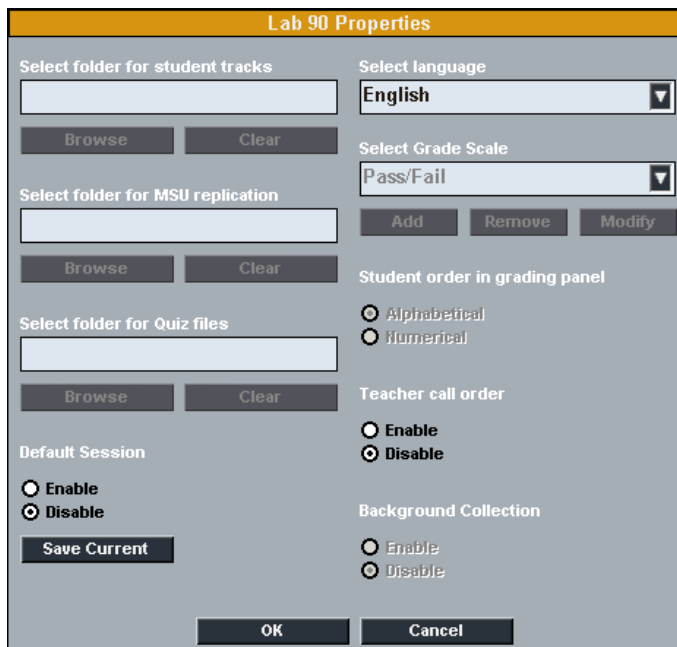 Lab 90 Properties
Select folder for student tracks
Browse Clear
Select folder for MSU replication
Browse Clear
Select folder for Quiz files
Browse Clear
Default Session
Enable
Disable
Save Current
Select language
English
Select Grade Scale
Pass/Fail
Add Remove Modify
Student order in grading panel
Alphabetical
Numerical
Teacher call order
Enable
Disable
Background Collection
Enable
Disable
OK Cancel